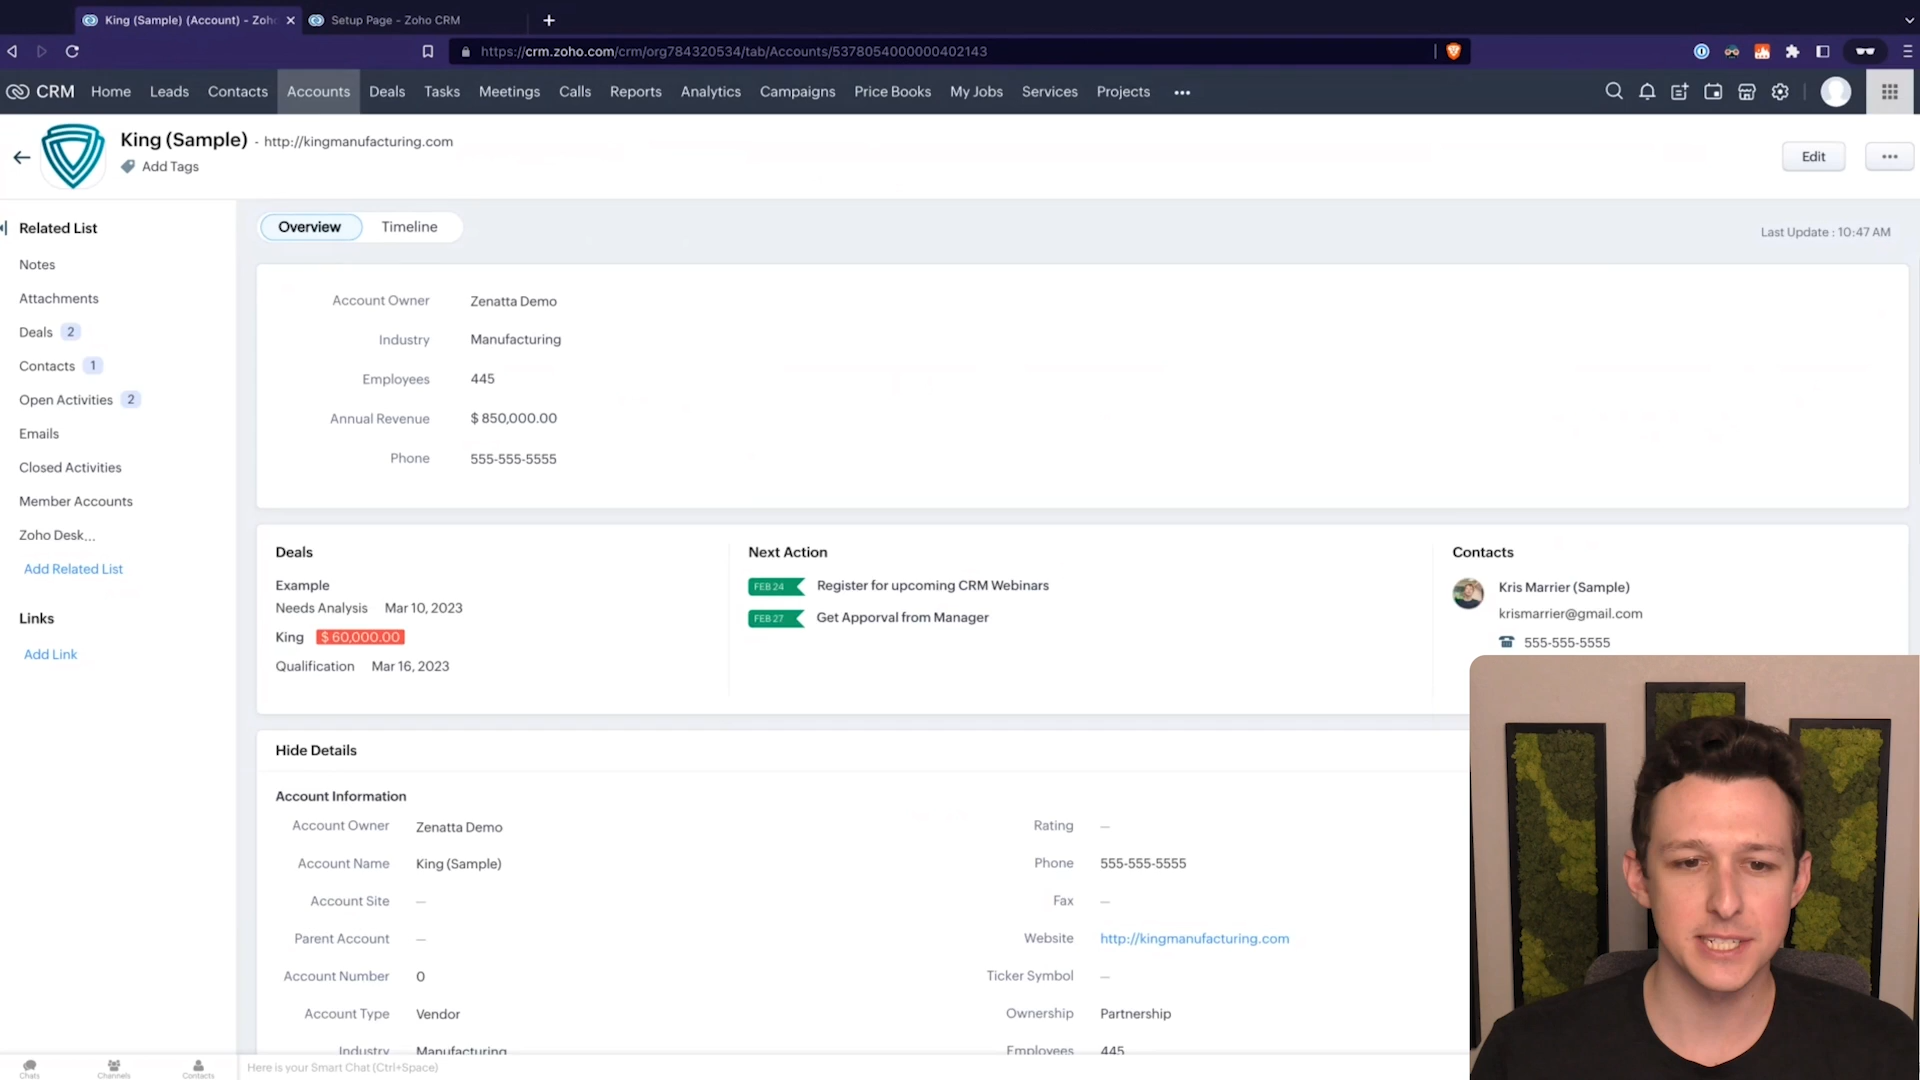 King (Sample) (Account) - Zoho
Setup Page - Zoho CRM
https://crm.zoho.com/crm/org784320534/tab/Accounts/5378054000000402143
CRM Home Leads Contacts Accounts Deals Tasks Meetings Calls Reports Analytics Campaigns Price Books My Jobs Services Projects
King (Sample) - http://kingmanufacturing.com
Add Tags
Edit
Related List
Notes
Attachments
Deals 2
Contacts 1
Open Activities 2
Emails
Closed Activities
Member Accounts
Zoho Desk...
Add Related List
Links
Add Link
Overview Timeline
Last Update : 10:47 AM
Account Owner Zenatta Demo
Industry Manufacturing
Employees 445
Annual Revenue $ 850,000.00
Phone 555-555-5555
Deals
Example
Needs Analysis Mar 10, 2023
King $ 60,000.00
Qualification Mar 16, 2023
Next Action
FEB 24 Register for upcoming CRM Webinars
FEB 27 Get Apporval from Manager
Contacts
Kris Marrier (Sample)
krismarrier@gmail.com
555-555-5555
Hide Details
Account Information
Account Owner Zenatta Demo
Rating —
Account Name King (Sample)
Phone 555-555-5555
Account Site —
Fax —
Parent Account —
Website http://kingmanufacturing.com
Account Number 0
Ticker Symbol —
Account Type Vendor
Ownership Partnership
Industry Manufacturing
Employees 445
Chats Channels Contacts
Here is your Smart Chat (Ctrl+Space)